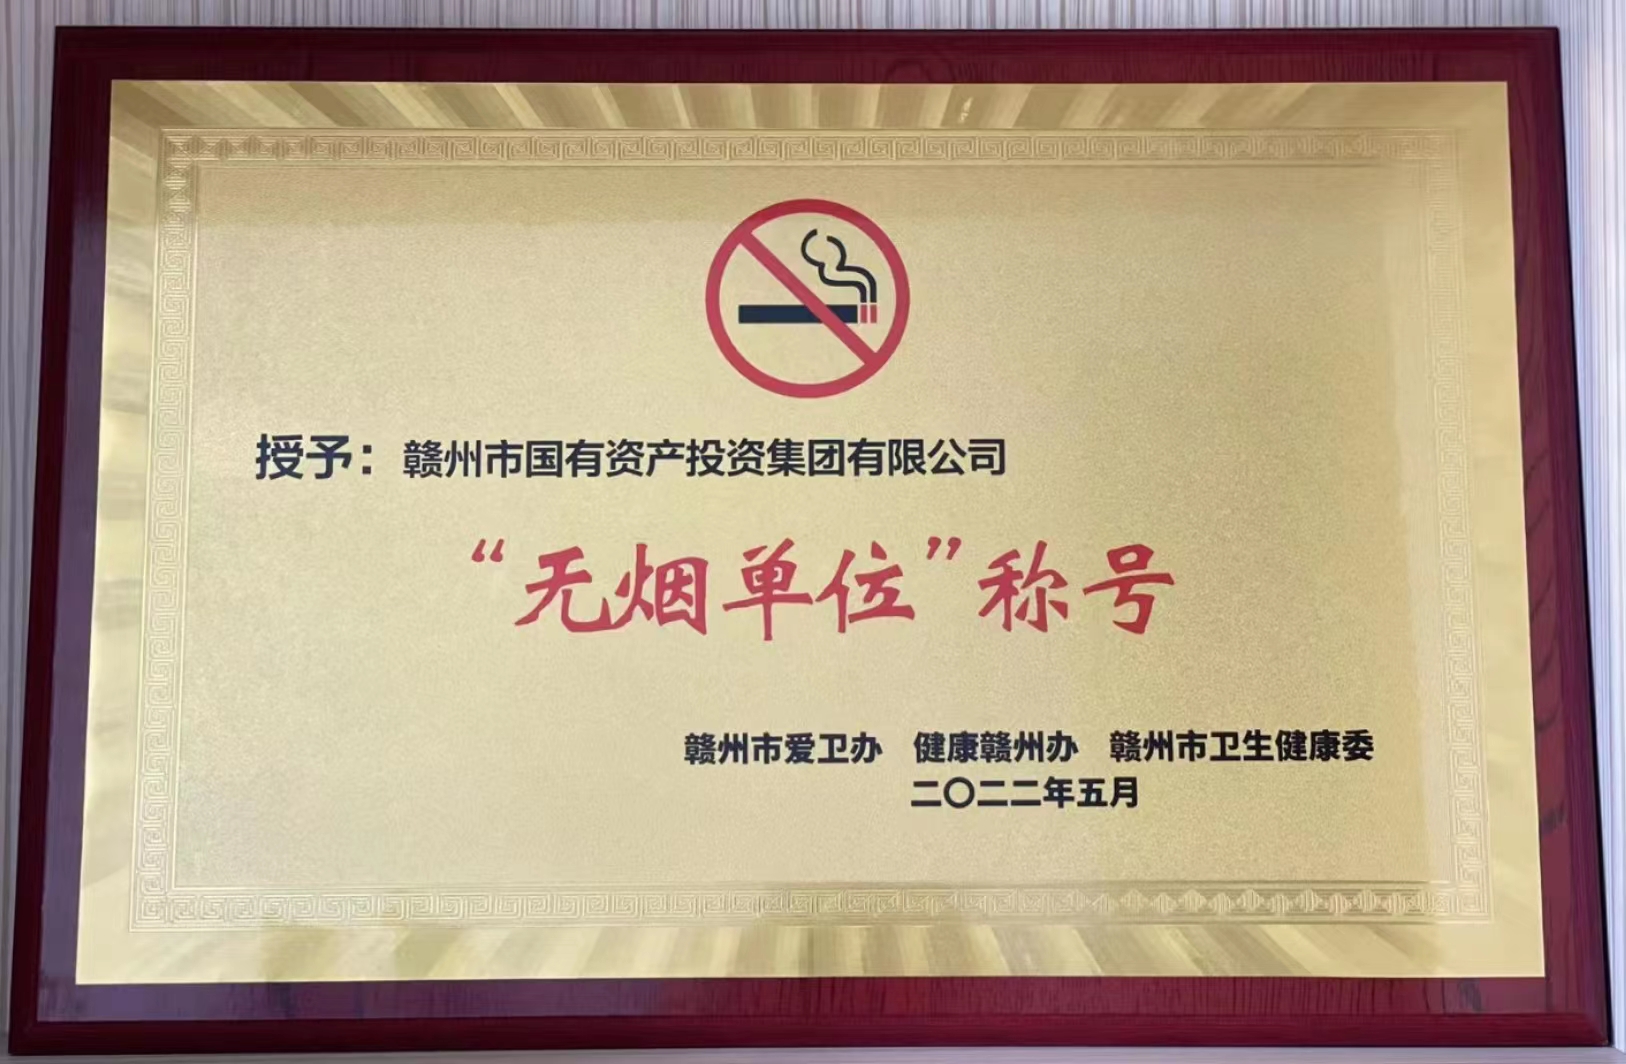 授予：赣州市国有资产投资集团有限公司
“无烟单位”称号
赣州市爱卫办 健康赣州办 赣州市卫生健康委
二〇二二年五月